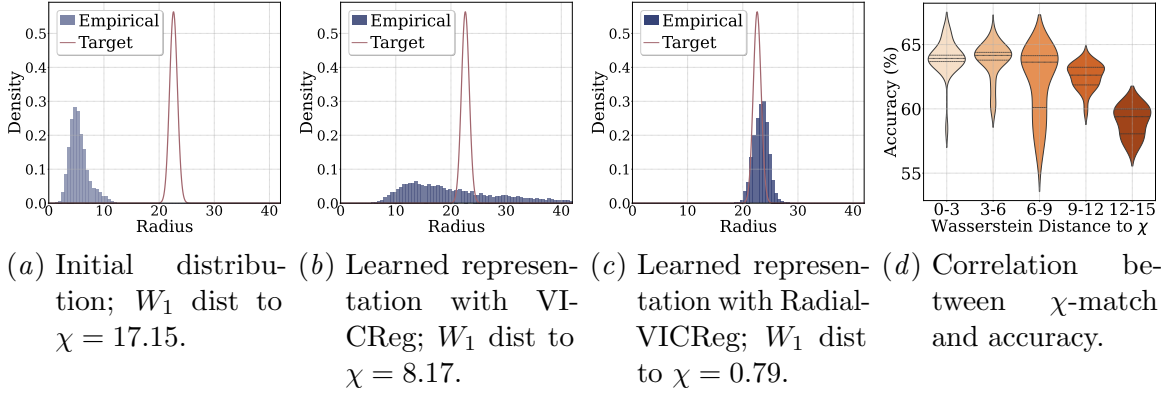 Empirical
Target
Density
0.5
0.4
0.3
0.2
0.1
0.0
0
10
20
30
40
Radius
Empirical
Target
Density
0.5
0.4
0.3
0.2
0.1
0.0
0
10
20
30
40
Radius
Empirical
Target
Density
0.5
0.4
0.3
0.2
0.1
0.0
0
10
20
30
40
Radius
Accuracy (%)
65
60
55
0-3 3-6 6-9 9-12 12-15
Wasserstein Distance to χ
(a) Initial distribu-
tion; W₁ dist to
χ = 17.15.
(b) Learned represen-
tation with VI-
CReg; W₁ dist to
χ = 8.17.
(c) Learned represen-
tation with Radial-
VICReg; W₁ dist
to χ = 0.79.
(d) Correlation be-
tween χ-match
and accuracy.